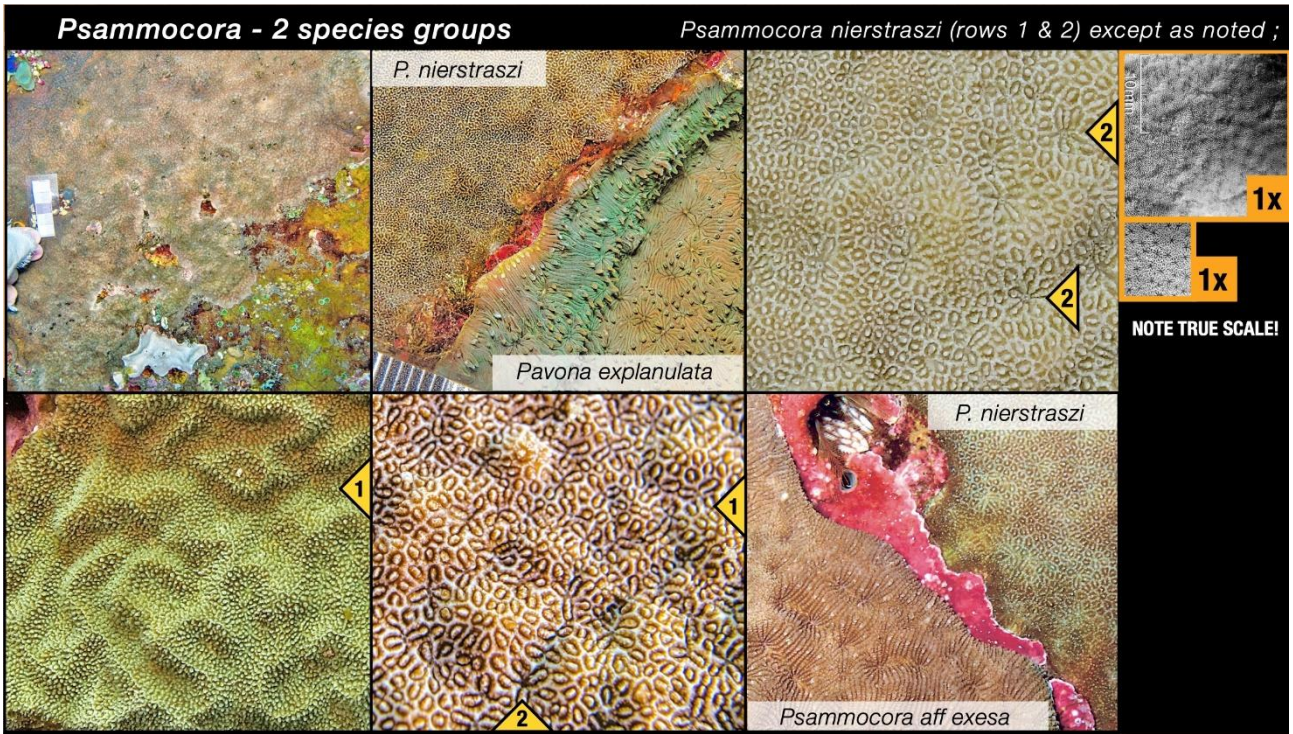 Psammocora - 2 species groups
Psammocora nierstraszi (rows 1 & 2) except as noted ;
P. nierstraszi
Pavona explanulata
2
2
10mm
1x
1x
NOTE TRUE SCALE!
1
1
2
P. nierstraszi
Psammocora aff exesa